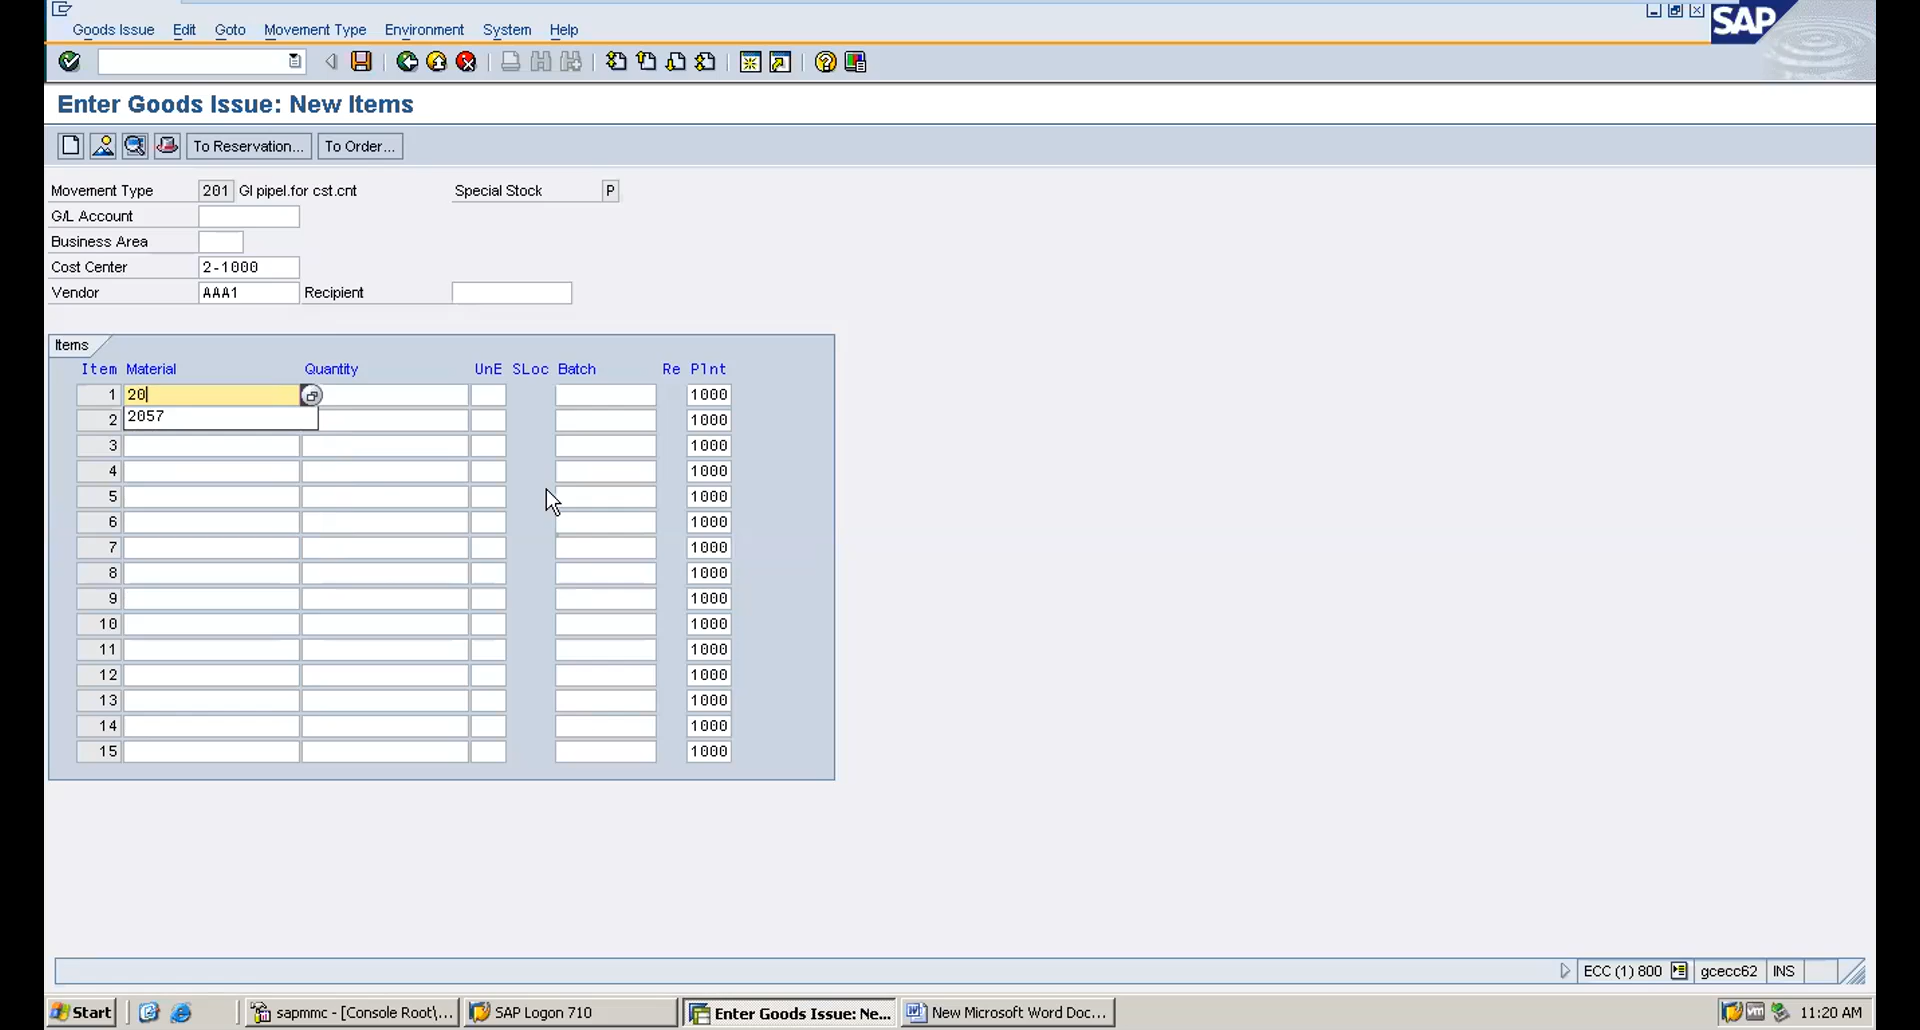 Goods Issue Edit Goto Movement Type Environment System Help
SAP
Enter Goods Issue: New Items
To Reservation... To Order...
Movement Type 201 GI pipel.for cst.cnt Special Stock P
G/L Account
Business Area
Cost Center 2-1000
Vendor AAA1 Recipient
Items
Item Material Quantity UnE SLoc Batch Re Plnt
1 20 1000
2057
2 1000
3 1000
4 1000
5 1000
6 1000
7 1000
8 1000
9 1000
10 1000
11 1000
12 1000
13 1000
14 1000
15 1000
ECC (1) 800 gcecc62 INS
Start sapmmc - [Console Root\... SAP Logon 710 Enter Goods Issue: Ne... New Microsoft Word Doc... 11:20 AM